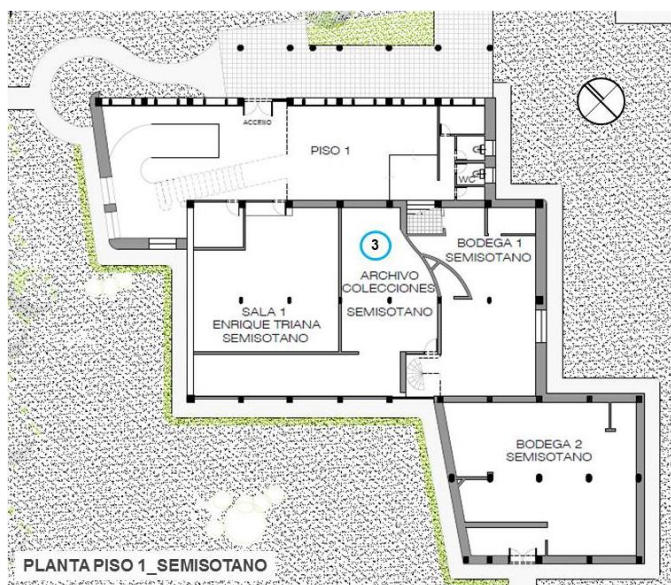 ACCESO
PISO 1
WC
3
ARCHIVO
COLECCIONES
SEMISOTANO
BODEGA 1
SEMISOTANO
SALA 1
ENRIQUE TRIANA
SEMISOTANO
BODEGA 2
SEMISOTANO
PLANTA PISO 1_SEMISOTANO